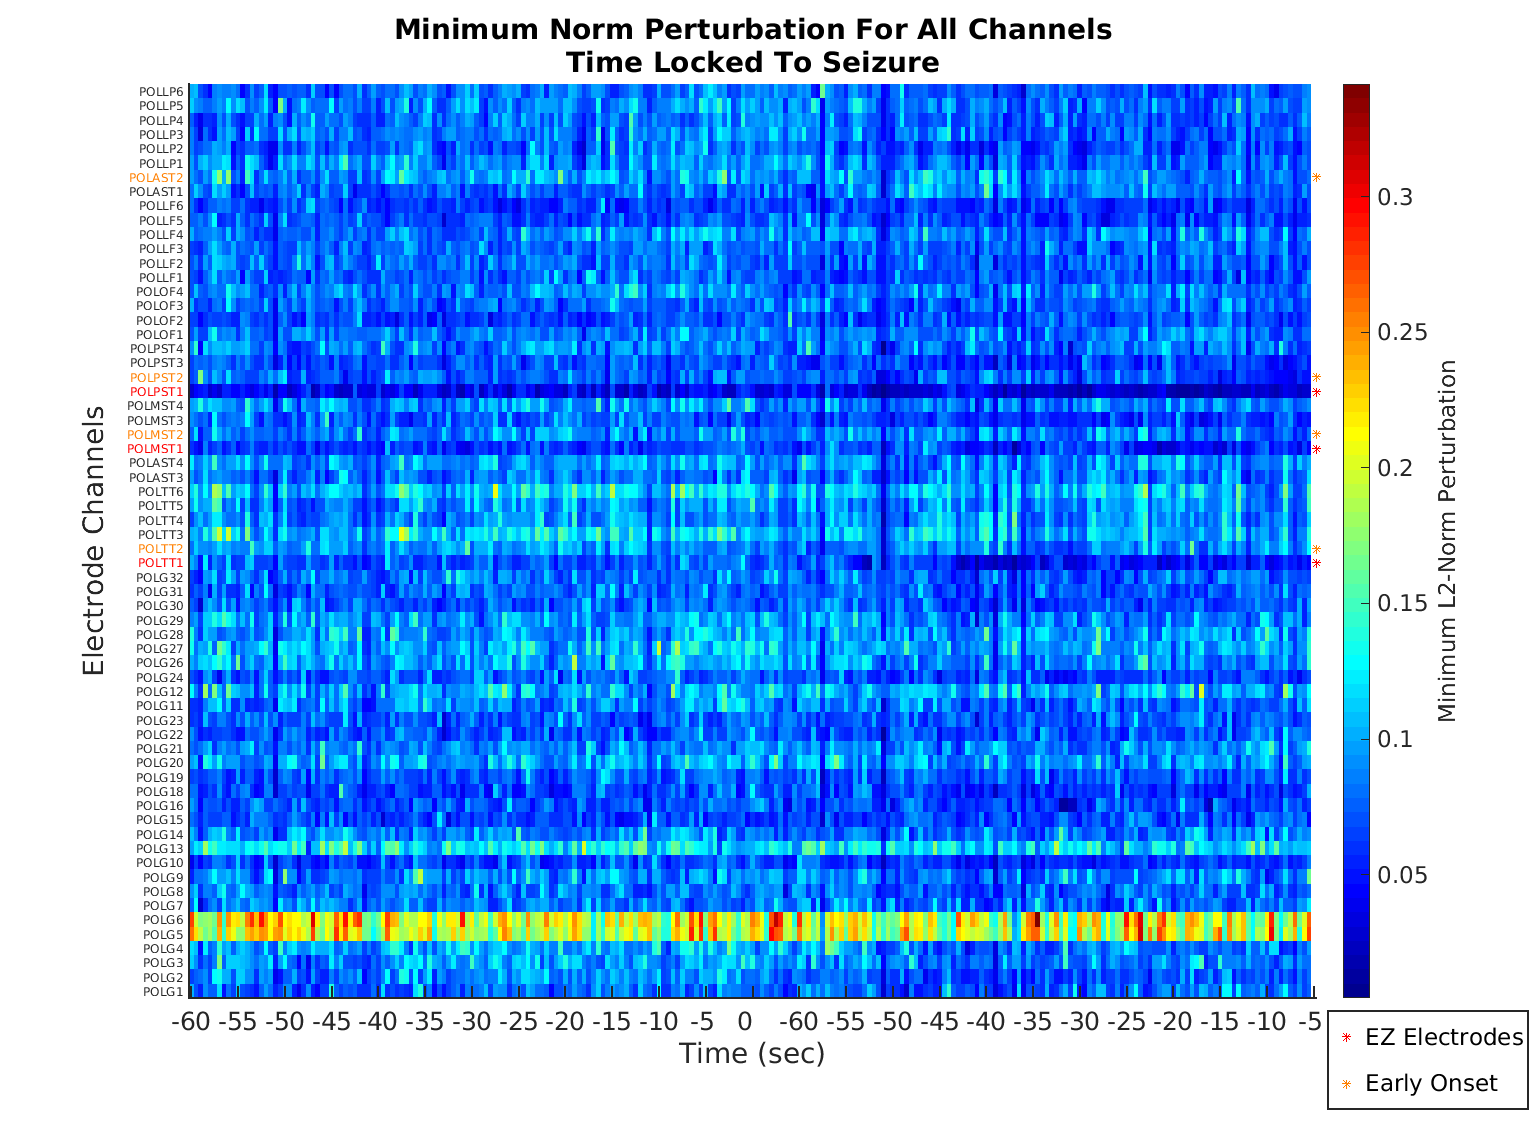 Minimum Norm Perturbation For All Channels
Time Locked To Seizure
Electrode Channels
POLLP6
POLLP5
POLLP4
POLLP3
POLLP2
POLLP1
POLAST2
POLAST1
POLLF6
POLLF5
POLLF4
POLLF3
POLLF2
POLLF1
POLOF4
POLOF3
POLOF2
POLOF1
POLPST4
POLPST3
POLPST2
POLPST1
POLMST4
POLMST3
POLMST2
POLMST1
POLAST4
POLAST3
POLTT6
POLTT5
POLTT4
POLTT3
POLTT2
POLTT1
POLG32
POLG31
POLG30
POLG29
POLG28
POLG27
POLG26
POLG24
POLG12
POLG11
POLG23
POLG22
POLG21
POLG20
POLG19
POLG18
POLG16
POLG15
POLG14
POLG13
POLG10
POLG9
POLG8
POLG7
POLG6
POLG5
POLG4
POLG3
POLG2
POLG1
-60 -55 -50 -45 -40 -35 -30 -25 -20 -15 -10 -5 0 -60 -55 -50 -45 -40 -35 -30 -25 -20 -15 -10 -5
Time (sec)
0.3
0.25
0.2
0.15
0.1
0.05
Minimum L2-Norm Perturbation
EZ Electrodes
Early Onset